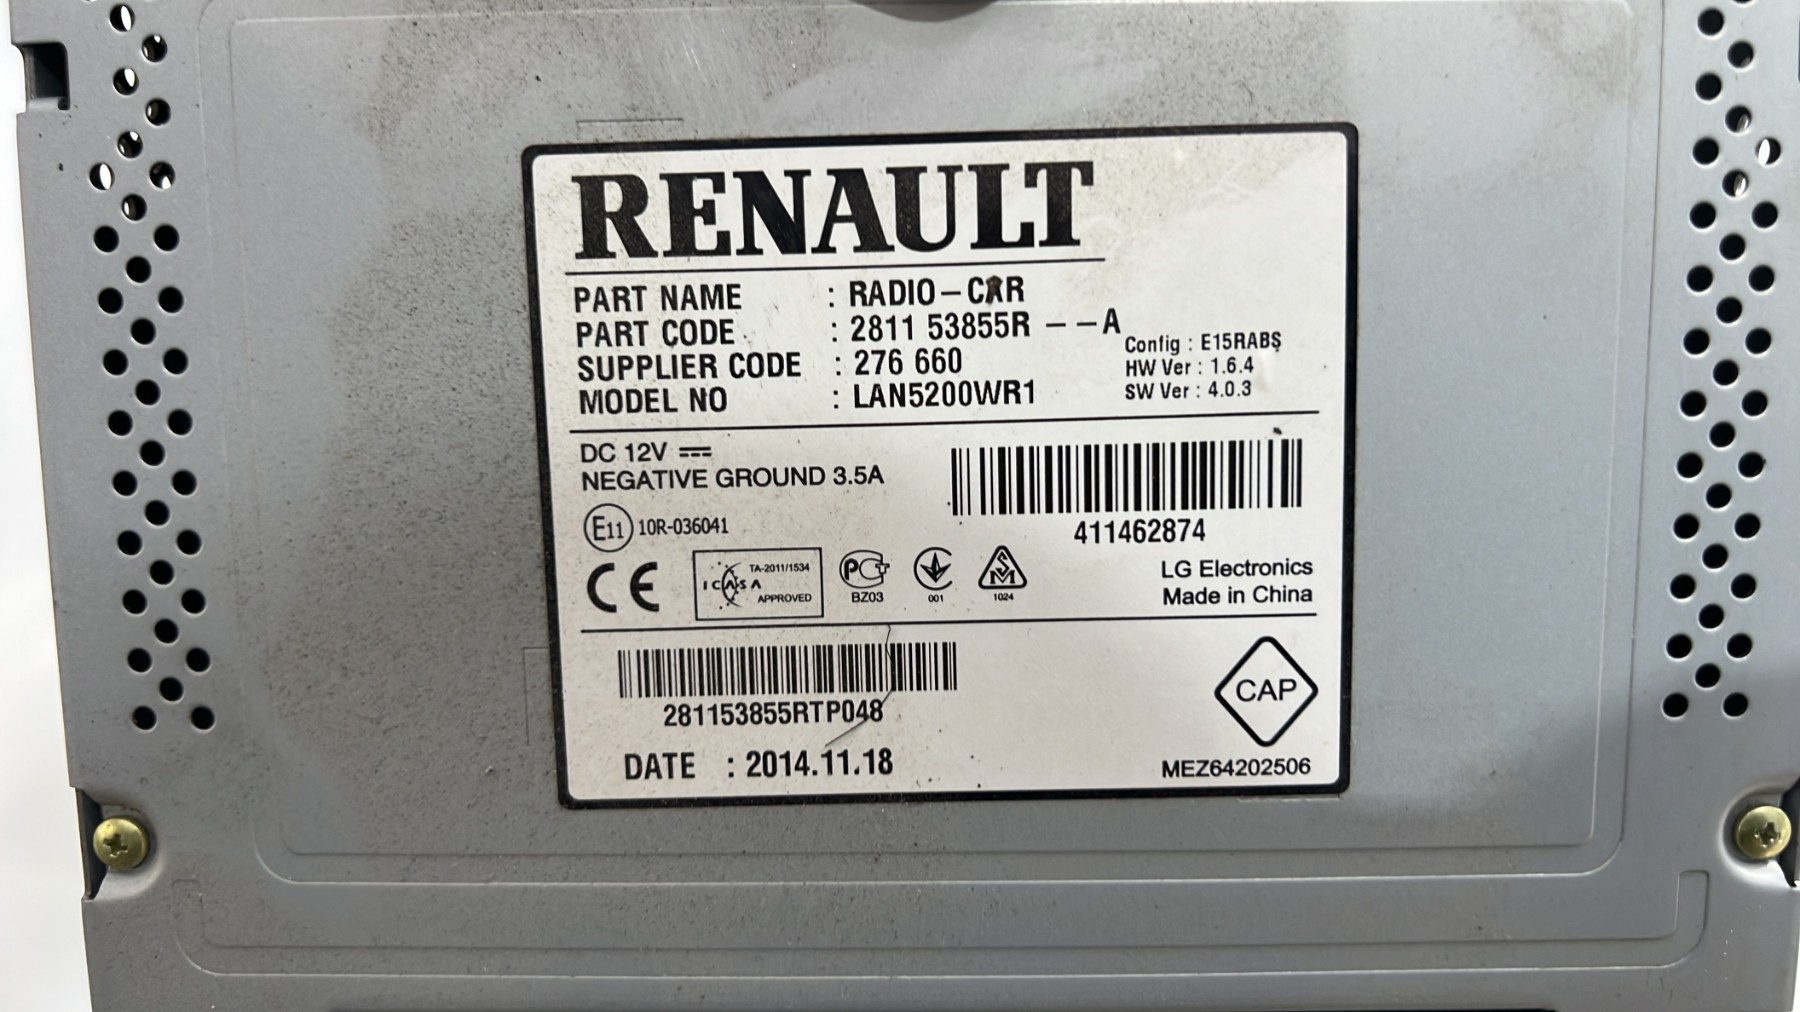 RENAULT
PART NAME : RADIO-CAR
PART CODE : 2811 53855R --A
SUPPLIER CODE : 276 660
MODEL NO : LAN5200WR1
Config : E15RABS
HW Ver : 1.6.4
SW Ver : 4.0.3
DC 12V
NEGATIVE GROUND 3.5A
E11 10R-036041
411462874
CE
ICASA
TA-2011/1534
APPROVED
PCT
BZ03
001
SM
1024
LG Electronics
Made in China
281153855RTP048
DATE : 2014.11.18
CAP
MEZ64202506